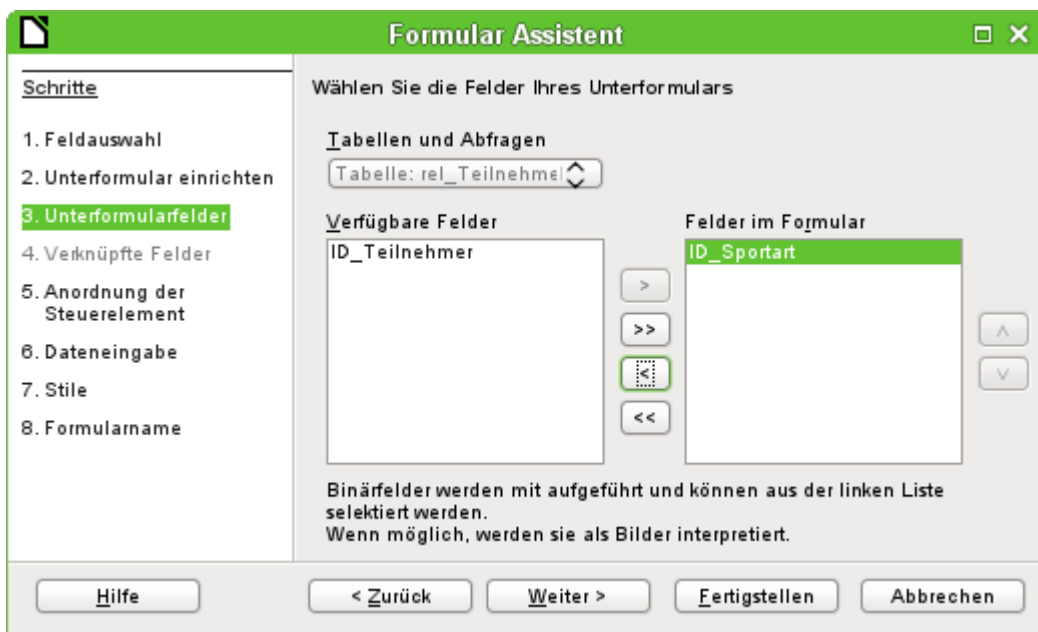 Formular Assistent
Schritte
1. Feldauswahl
2. Unterformular einrichten
3. Unterformularfelder
4. Verknüpfte Felder
5. Anordnung der
Steuerelement
6. Dateneingabe
7. Stile
8. Formularname
Wählen Sie die Felder Ihres Unterformulars
Tabellen und Abfragen
Tabelle: rel_Teilnehme
Verfügbare Felder
ID_Teilnehmer
>
>>
<
<<
Felder im Formular
ID_Sportart
Binärfelder werden mit aufgeführt und können aus der linken Liste
selektiert werden.
Wenn möglich, werden sie als Bilder interpretiert.
Hilfe
< Zurück
Weiter >
Fertigstellen
Abbrechen